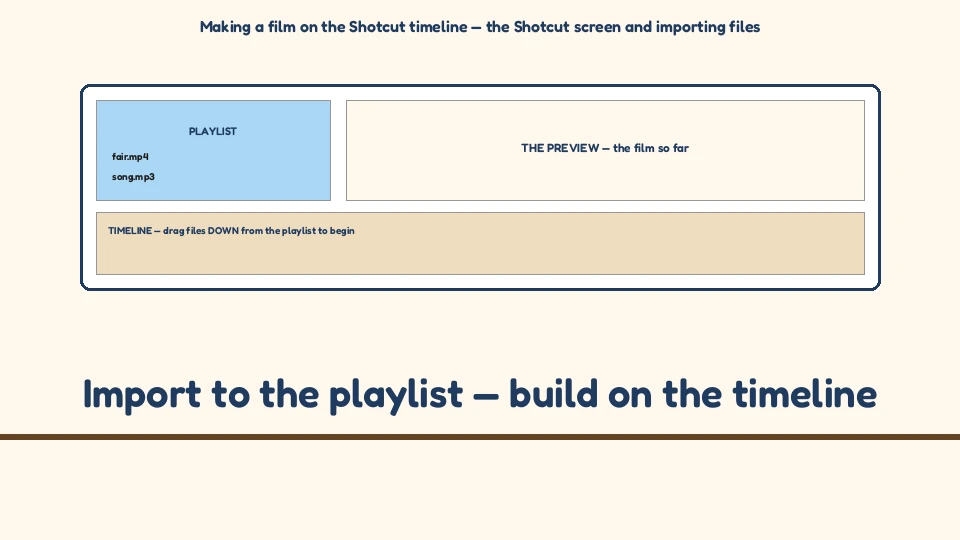 Making a film on the Shotcut timeline — the Shotcut screen and importing files
PLAYLIST
fair.mp4
song.mp3
THE PREVIEW — the film so far
TIMELINE — drag files DOWN from the playlist to begin
Import to the playlist — build on the timeline